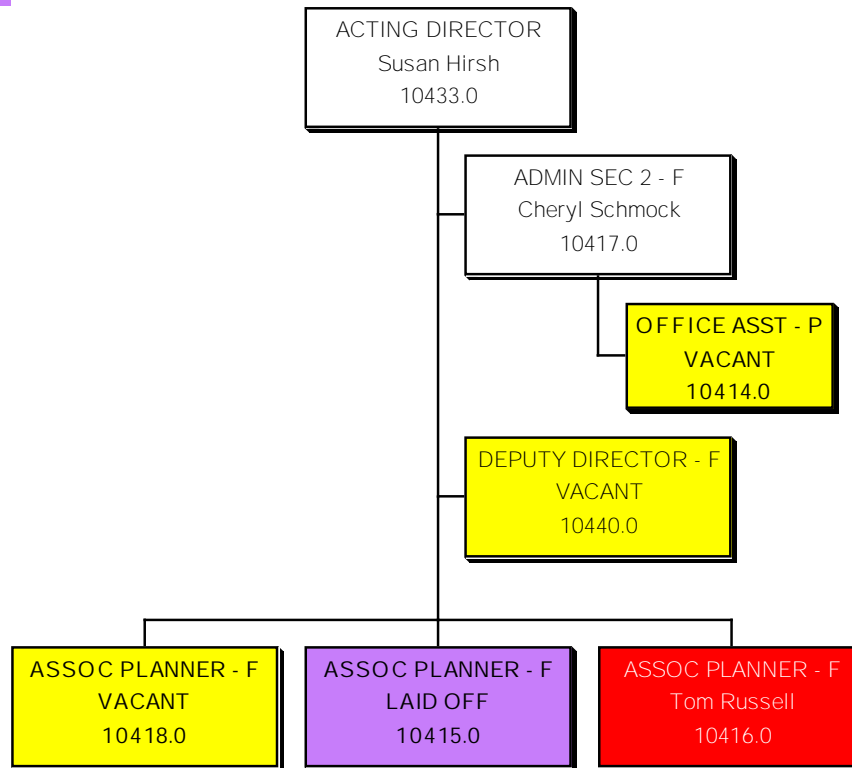 ACTING DIRECTOR
Susan Hirsh
10433.0
ADMIN SEC 2 - F
Cheryl Schmock
10417.0
OFFICE ASST - P
VACANT
10414.0
DEPUTY DIRECTOR - F
VACANT
10440.0
ASSOC PLANNER - F
VACANT
10418.0
ASSOC PLANNER - F
LAID OFF
10415.0
ASSOC PLANNER - F
Tom Russell
10416.0